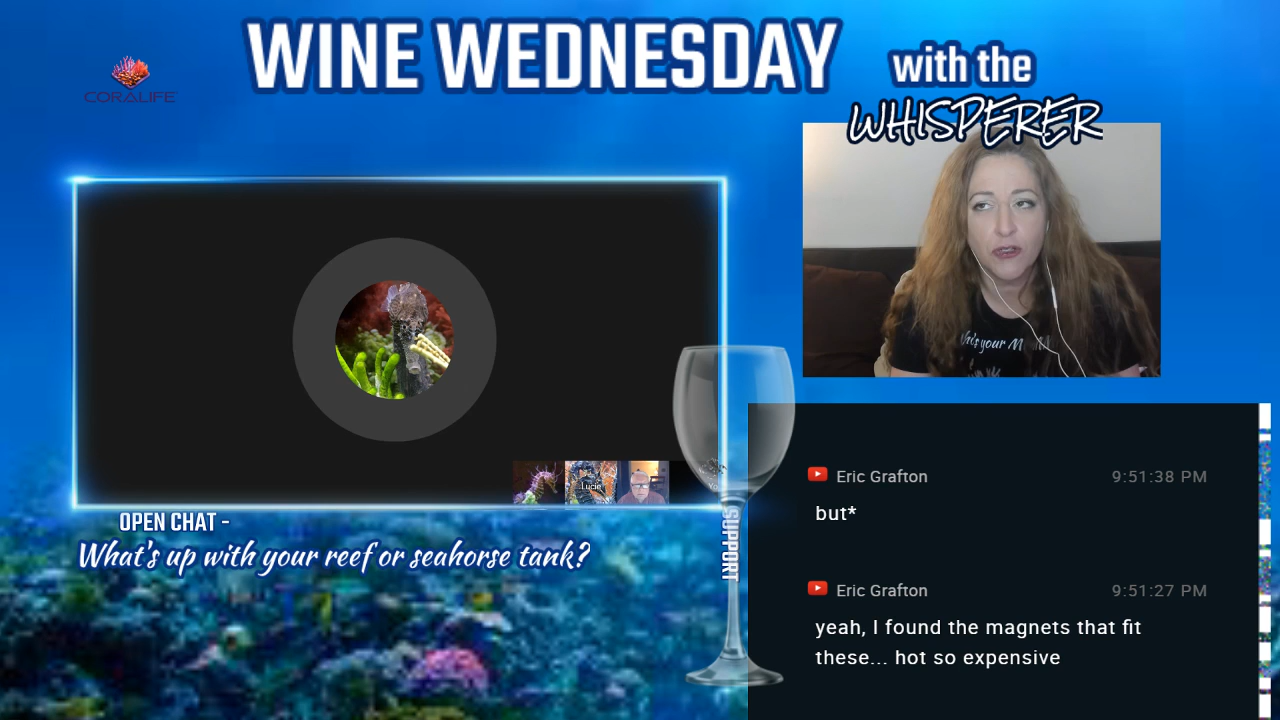 WINE WEDNESDAY
with the
WHISPERER
CORALIFE
Lucie
OPEN CHAT -
What's up with your reef or seahorse tank?
SUPPORT
Eric Grafton 9:51:38 PM
but*
Eric Grafton 9:51:27 PM
yeah, I found the magnets that fit
these... hot so expensive